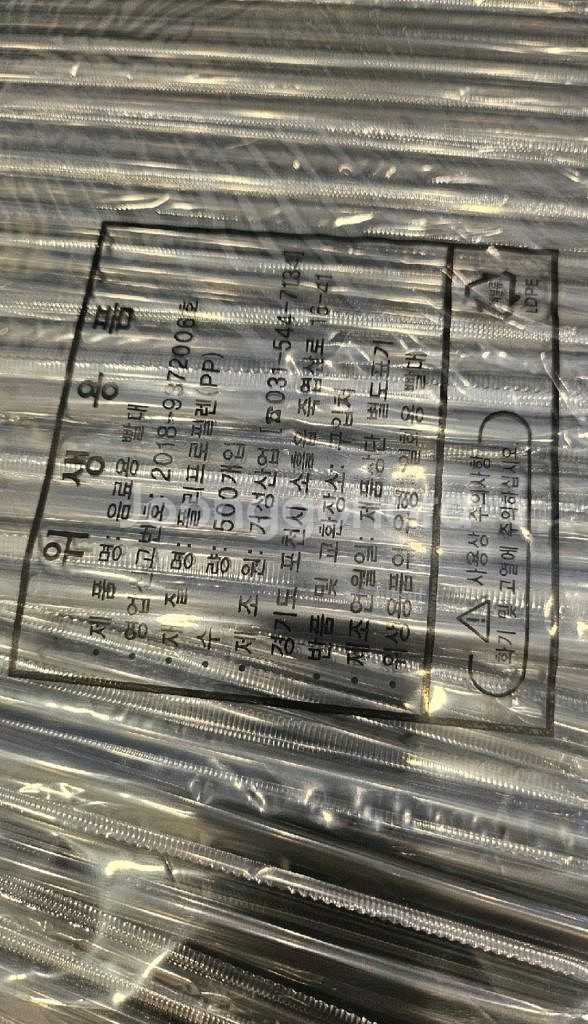 위 생 용 품
· 제 품 명: 음료용 빨대
· 영업신고번호: 2018-9372006호
· 재 질 명: 폴리프로필렌(PP)
· 수 량: 500개입
· 제 조 원: 거성산업 [☎031-544-7133]
경기도 포천시 소흘읍 죽엽산로 16-41
· 반품 및 교환장소: 구입처
· 제조연월일: 제품상단 별도표기
· 위생용품의 유형: 일회용 빨대
⚠ 사용상 주의사항
화기 및 고열에 주의하십시요
LDPE